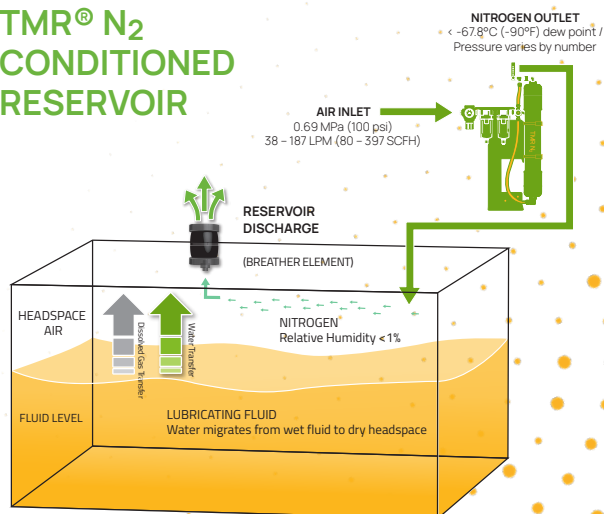 TMR® N2
CONDITIONED
RESERVOIR
NITROGEN OUTLET
< -67.8°C (-90°F) dew point /
Pressure varies by number
AIR INLET
0.69 MPa (100 psi)
38 – 187 LPM (80 – 397 SCFH)
TMR N2
RESERVOIR
DISCHARGE
(BREATHER ELEMENT)
HEADSPACE
AIR
Dissolved Gas Transfer
Water Transfer
NITROGEN
Relative Humidity <1%
FLUID LEVEL
LUBRICATING FLUID
Water migrates from wet fluid to dry headspace